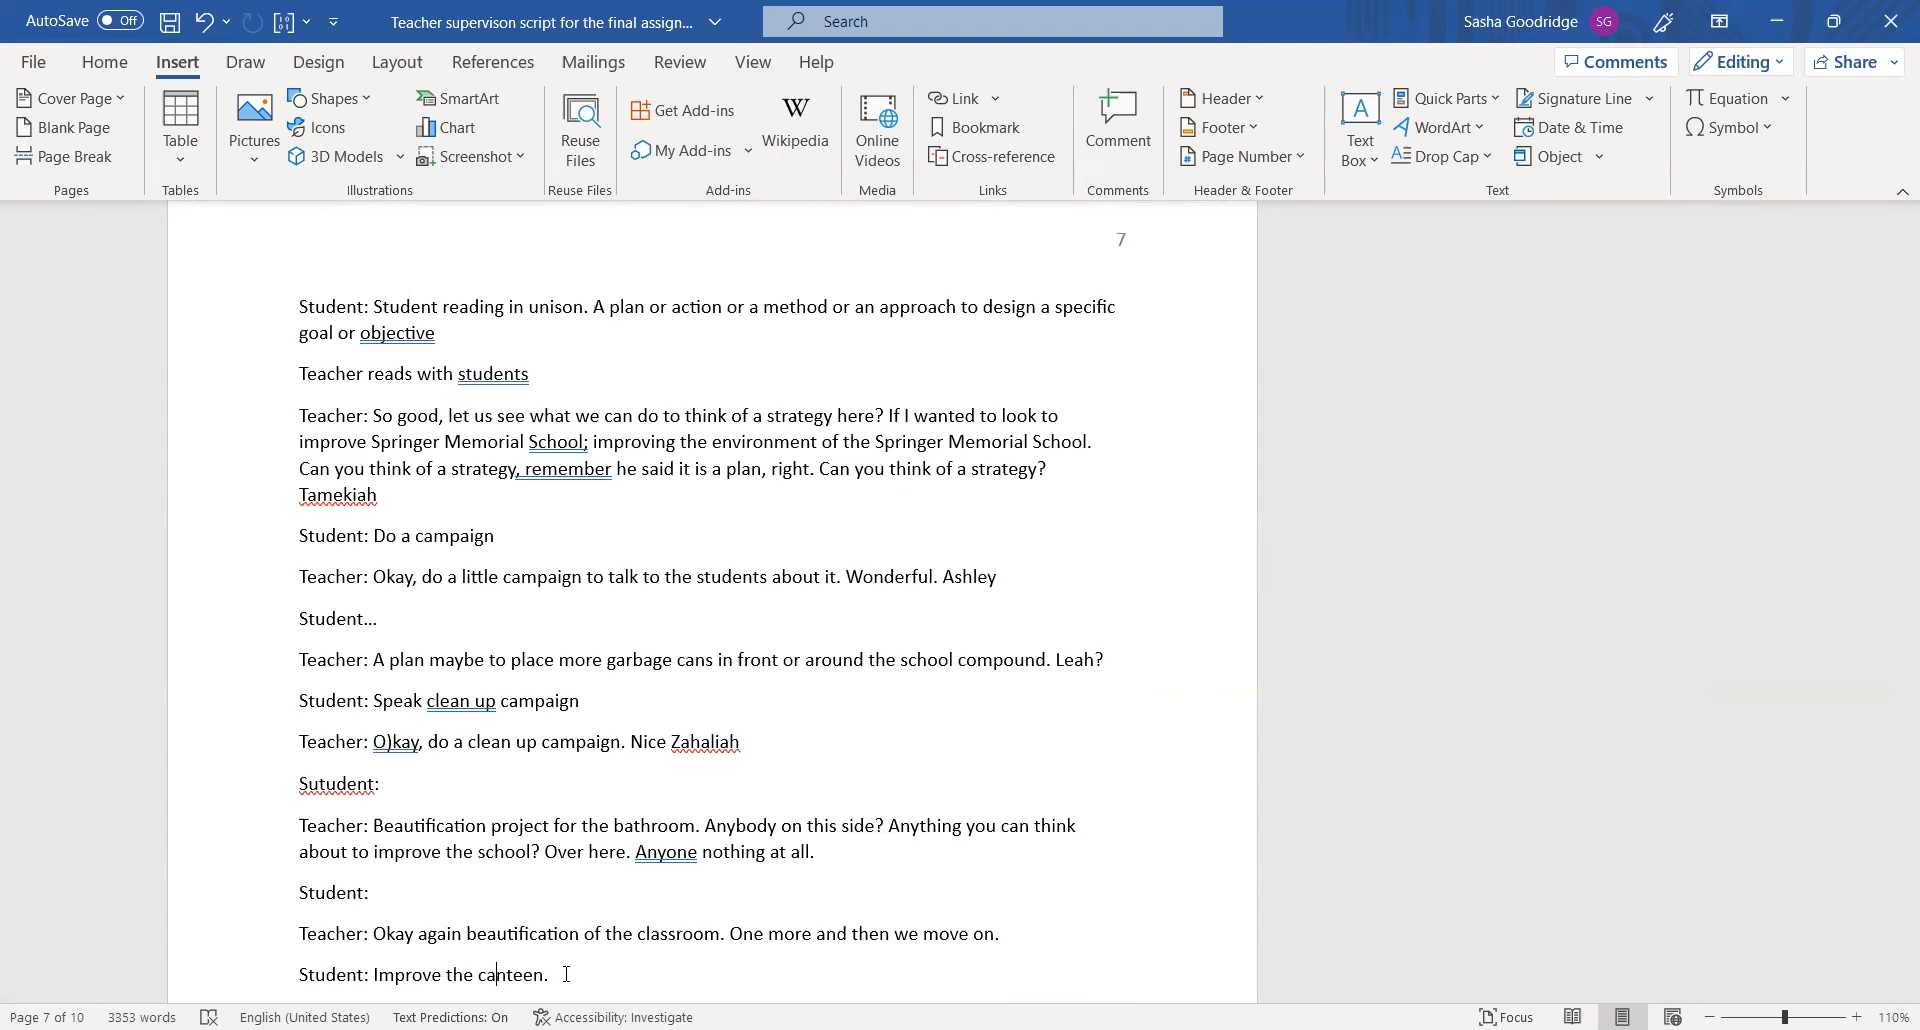 AutoSave Off Teacher supervison script for the final assign... Search Sasha Goodridge SG
File Home Insert Draw Design Layout References Mailings Review View Help Comments Editing Share
Cover Page
Blank Page
Page Break
Pages
Table
Tables
Pictures
Shapes
Icons
3D Models
SmartArt
Chart
Screenshot
Illustrations
Reuse
Files
Reuse Files
Get Add-ins
My Add-ins
W
Wikipedia
Add-ins
Online
Videos
Media
Link
Bookmark
Cross-reference
Links
Comment
Comments
Header
Footer
Page Number
Header & Footer
A
Text
Box
Quick Parts
WordArt
Drop Cap
Signature Line
Date & Time
Object
Text
Equation
Symbol
Symbols
7
Student: Student reading in unison. A plan or action or a method or an approach to design a specific
goal or objective
Teacher reads with students
Teacher: So good, let us see what we can do to think of a strategy here? If I wanted to look to
improve Springer Memorial School; improving the environment of the Springer Memorial School.
Can you think of a strategy, remember he said it is a plan, right. Can you think of a strategy?
Tamekiah
Student: Do a campaign
Teacher: Okay, do a little campaign to talk to the students about it. Wonderful. Ashley
Student...
Teacher: A plan maybe to place more garbage cans in front or around the school compound. Leah?
Student: Speak clean up campaign
Teacher: O)kay, do a clean up campaign. Nice Zahaliah
Sutudent:
Teacher: Beautification project for the bathroom. Anybody on this side? Anything you can think
about to improve the school? Over here. Anyone nothing at all.
Student:
Teacher: Okay again beautification of the classroom. One more and then we move on.
Student: Improve the canteen.
Page 7 of 10 3353 words English (United States) Text Predictions: On Accessibility: Investigate Focus 110%